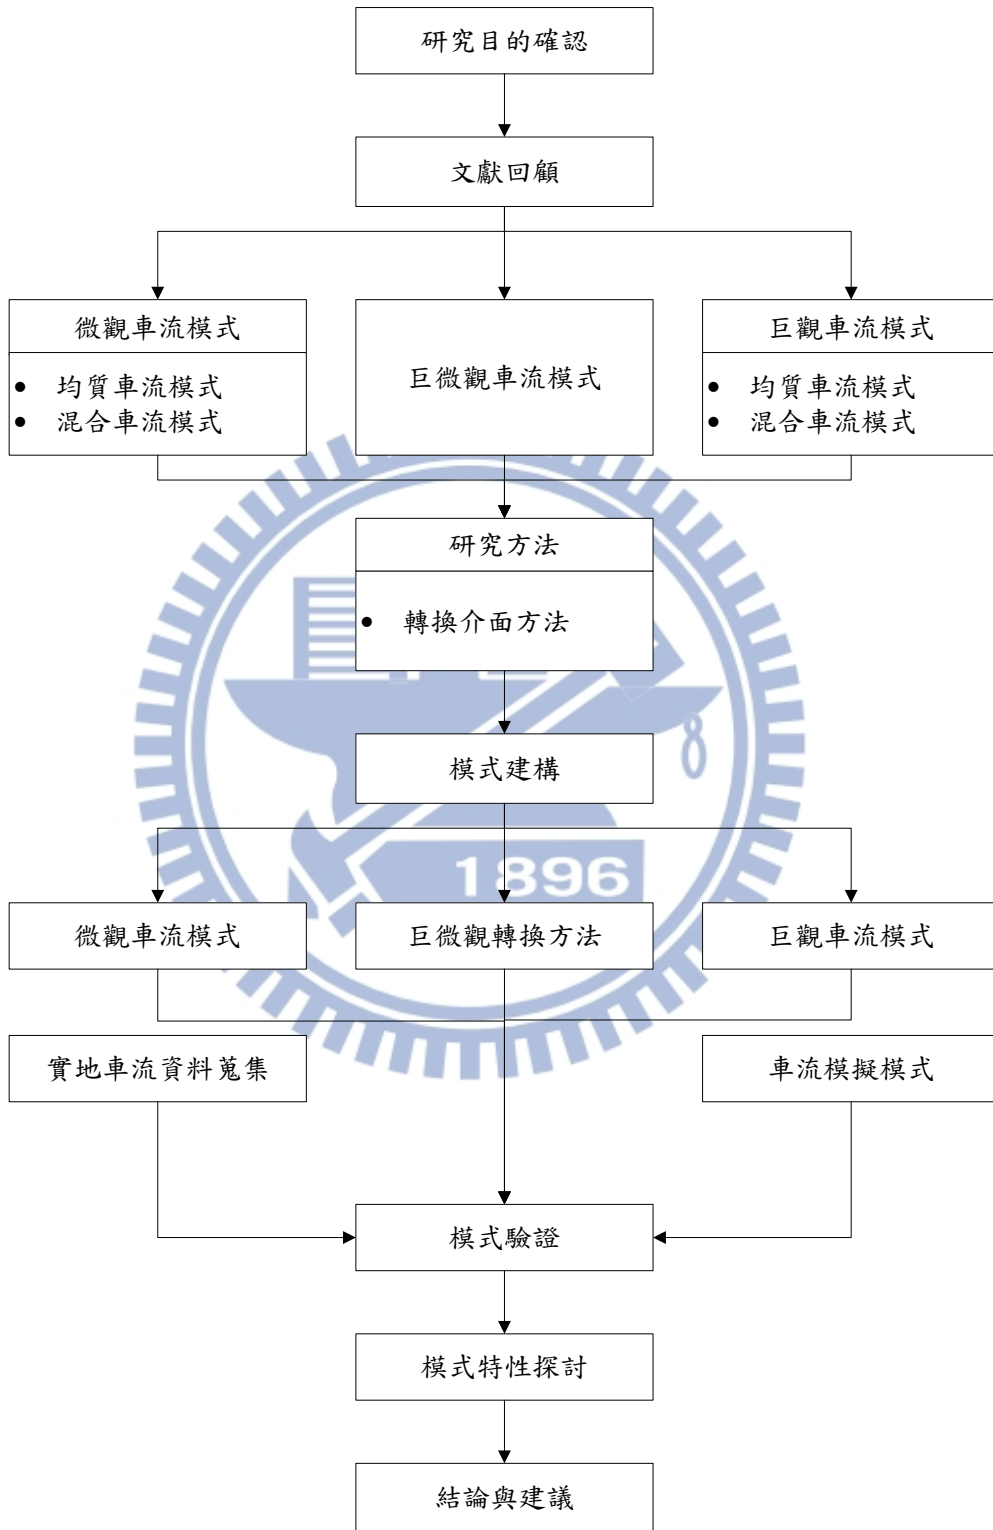 研究目的確認
文獻回顧
微觀車流模式
• 均質車流模式
• 混合車流模式
巨微觀車流模式
巨觀車流模式
• 均質車流模式
• 混合車流模式
研究方法
• 轉換介面方法
模式建構
1896
微觀車流模式
巨微觀轉換方法
巨觀車流模式
實地車流資料蒐集
車流模擬模式
模式驗證
模式特性探討
結論與建議